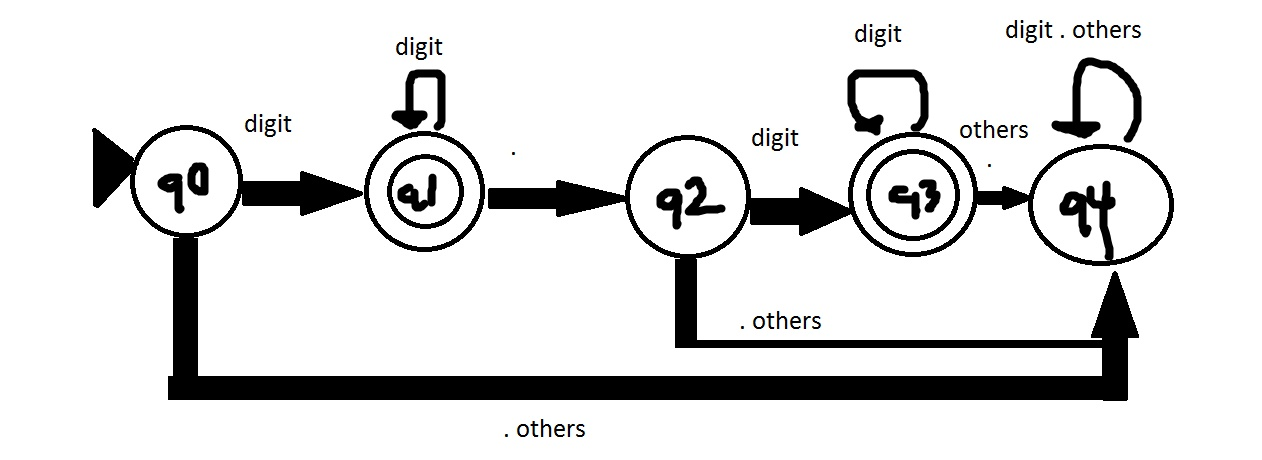 digit . others
digit
digit
digit
others
digit
.
.
q0
q1
q2
q3
q4
. others
. others